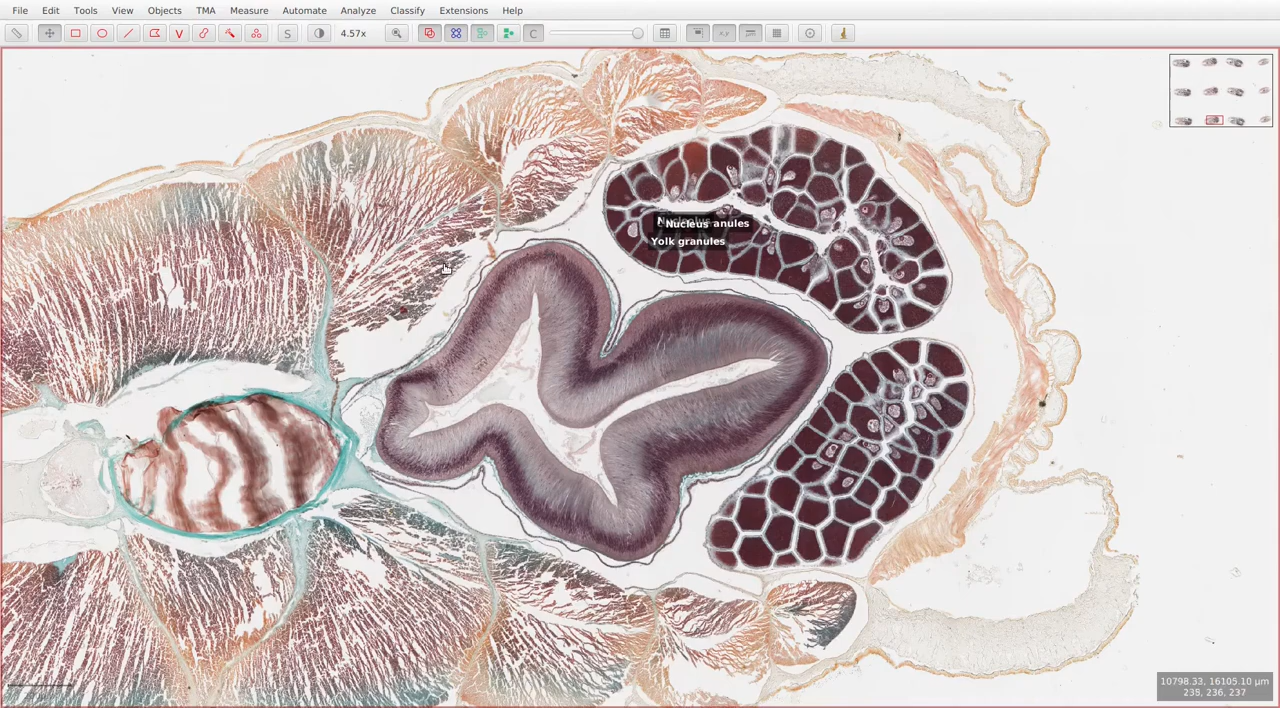 File Edit Tools View Objects TMA Measure Automate Analyze Classify Extensions Help
V S 4.57x C x,y µm
Nucleus anules
Yolk granules
10798.33, 16105.10 µm
235, 236, 237